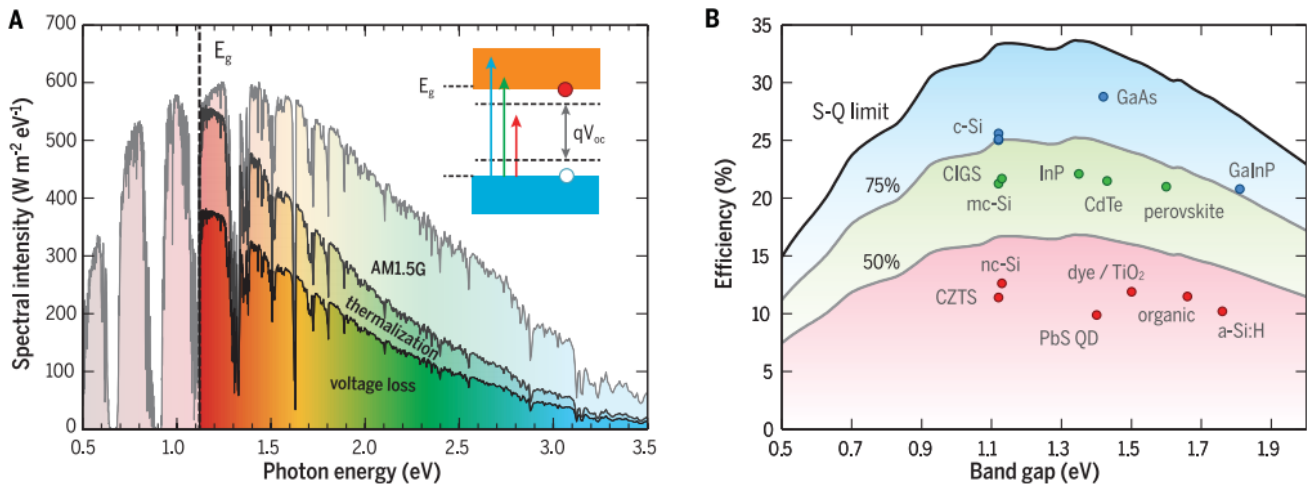 A
700
600
500
400
300
200
100
0
Spectral intensity (W m⁻² eV⁻¹)
0.5
1.0
1.5
2.0
2.5
3.0
3.5
Photon energy (eV)
E_g
E_g
qV_oc
AM1.5G
thermalization
voltage loss
B
35
30
25
20
15
10
5
0
Efficiency (%)
0.5
0.7
0.9
1.1
1.3
1.5
1.7
1.9
Band gap (eV)
S-Q limit
GaAs
c-Si
75%
CIGS
InP
GaInP
mc-Si
CdTe
perovskite
50%
nc-Si
dye / TiO₂
CZTS
organic
PbS QD
a-Si:H